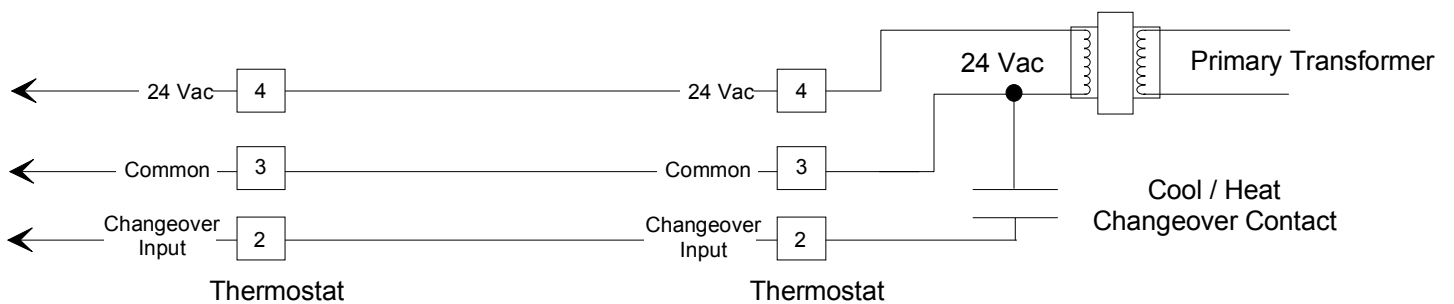 24 Vac
Primary Transformer
24 Vac 4
24 Vac 4
Common 3
Common 3
Cool / Heat
Changeover Contact
Changeover
Input
2
Changeover
Input
2
Thermostat
Thermostat